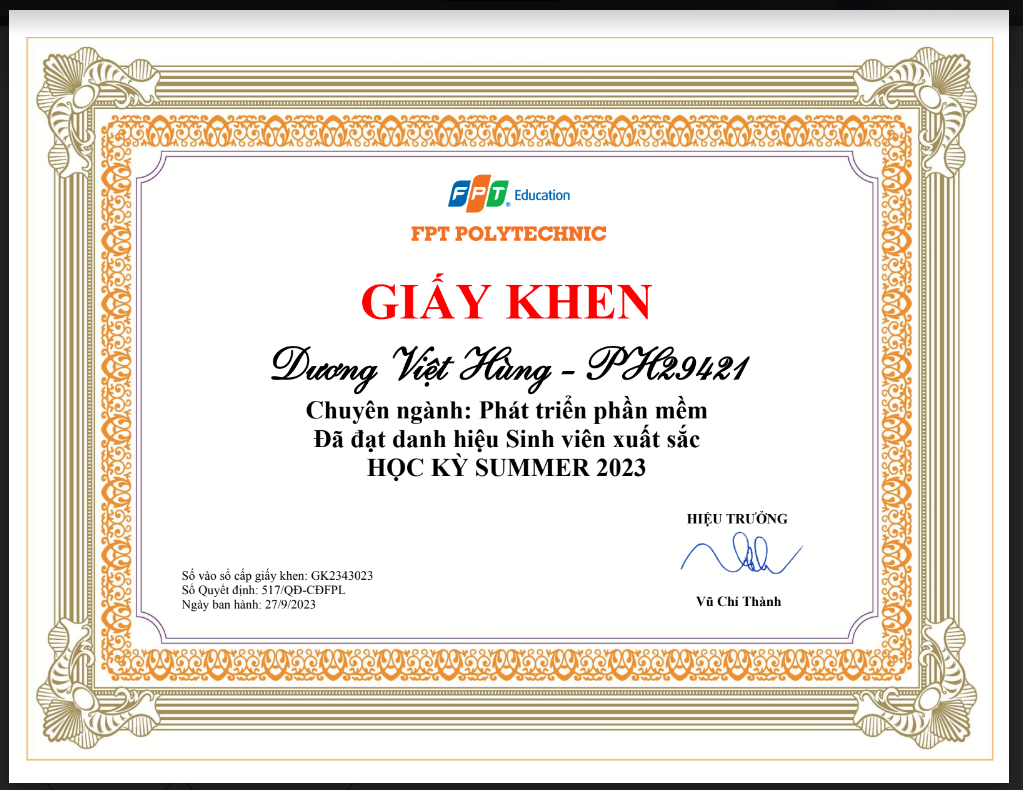 FPT Education
FPT POLYTECHNIC
GIẤY KHEN
Dương Việt Hùng - PH29421
Chuyên ngành: Phát triển phần mềm
Đã đạt danh hiệu Sinh viên xuất sắc
HỌC KỲ SUMMER 2023
HIỆU TRƯỞNG
Số vào sổ cấp giấy khen: GK2343023
Số Quyết định: 517/QĐ-CĐFPL
Ngày ban hành: 27/9/2023
Vũ Chí Thành